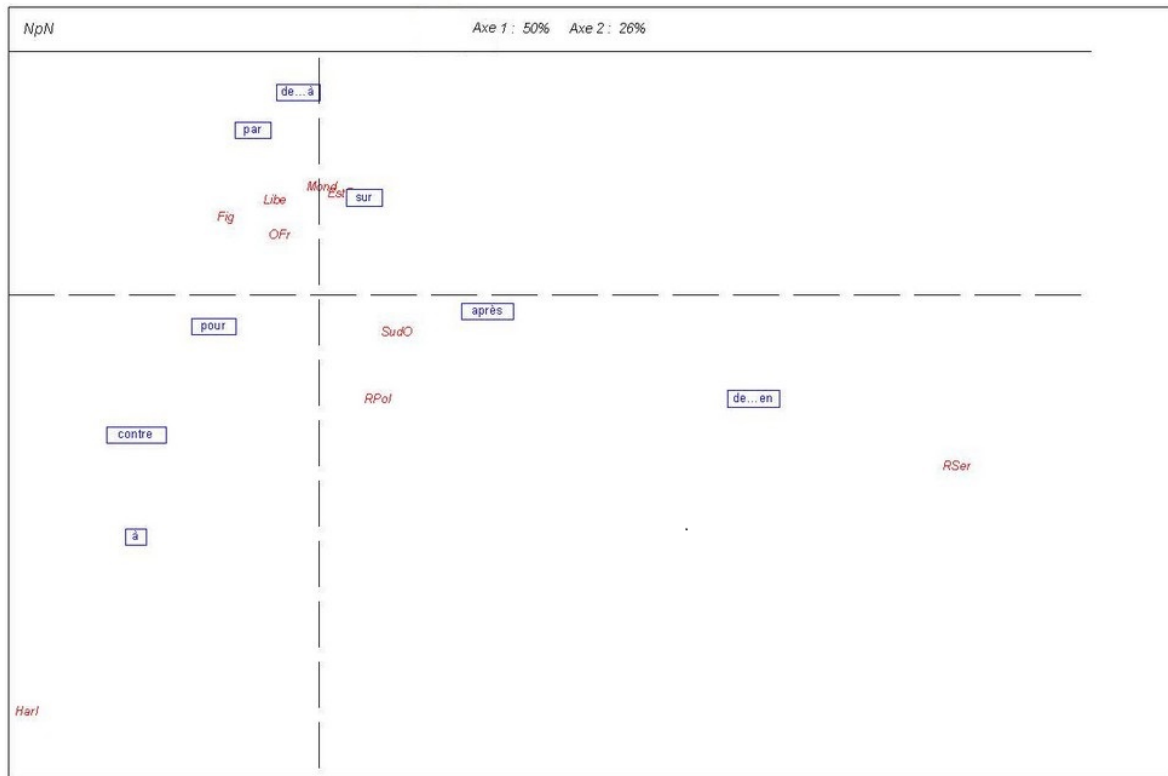 NpN Axe 1 : 50% Axe 2 : 26%
de...à
par
Mond
Est
sur
Libe
Fig
OFr
après
pour
SudO
RPol
de...en
contre
RSer
à
Harl